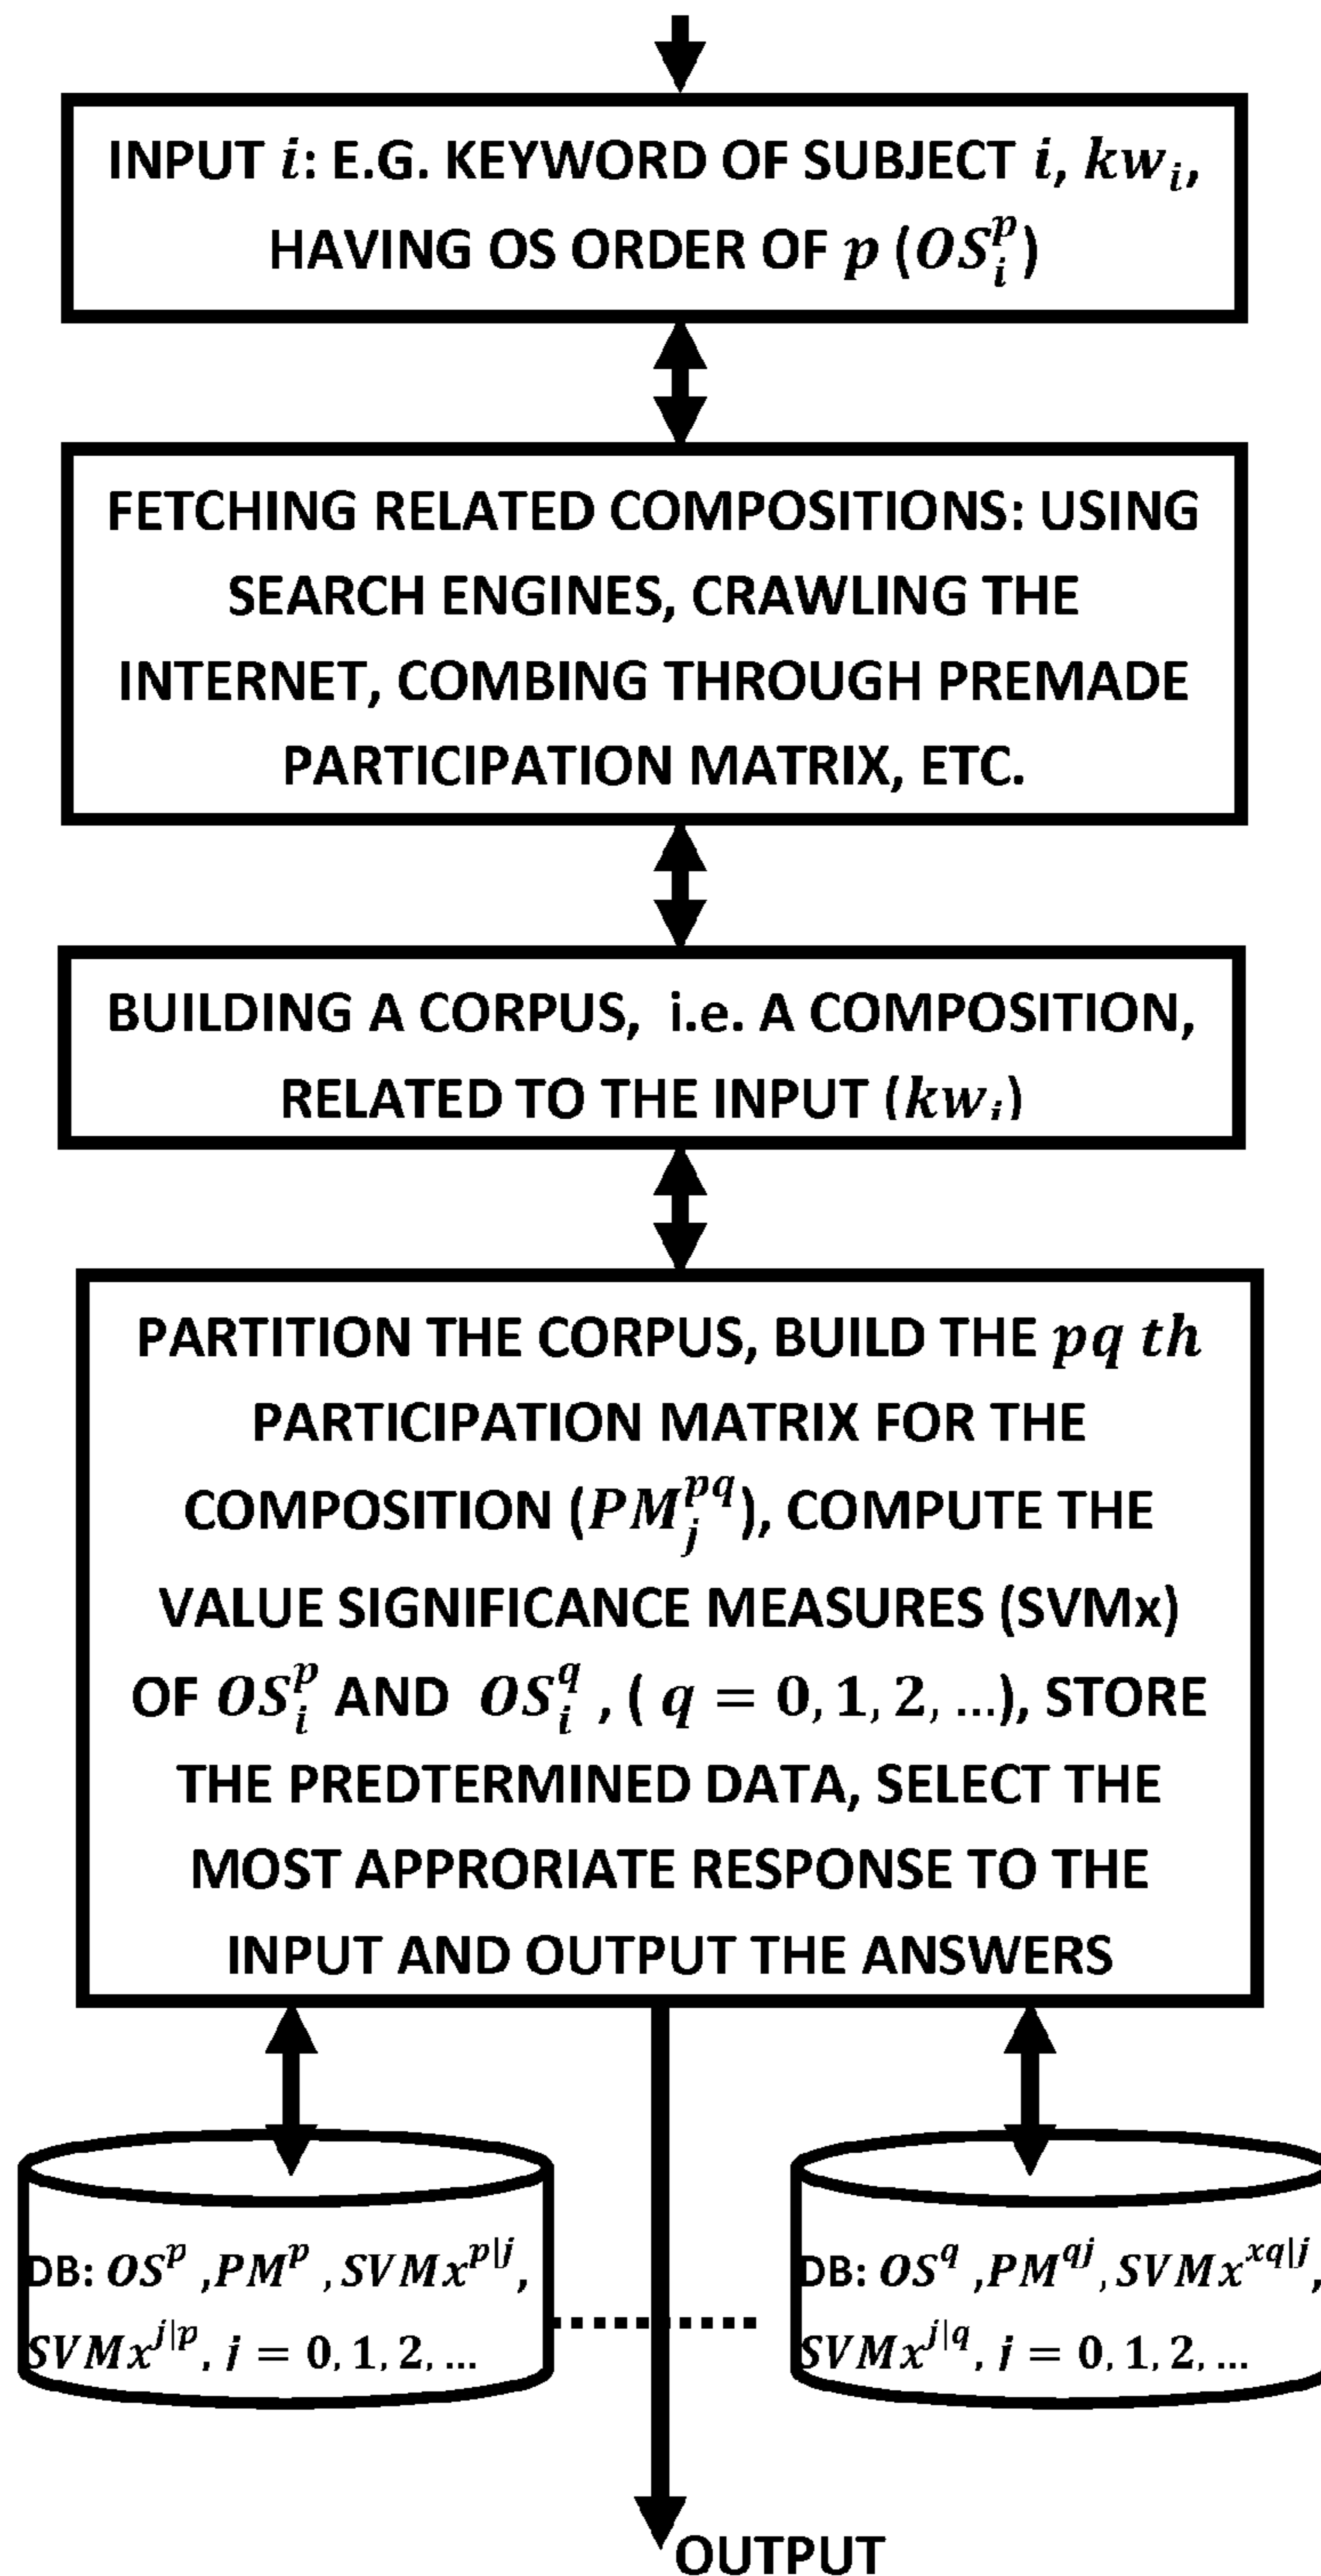 INPUT i: E.G. KEYWORD OF SUBJECT i, kw_i,
HAVING OS ORDER OF p (OS_i^p)
FETCHING RELATED COMPOSITIONS: USING
SEARCH ENGINES, CRAWLING THE
INTERNET, COMBING THROUGH PREMADE
PARTICIPATION MATRIX, ETC.
BUILDING A CORPUS, i.e. A COMPOSITION,
RELATED TO THE INPUT (kw_i)
PARTITION THE CORPUS, BUILD THE pq th
PARTICIPATION MATRIX FOR THE
COMPOSITION (PM_j^{pq}), COMPUTE THE
VALUE SIGNIFICANCE MEASURES (SVMx)
OF OS_i^p AND OS_i^q, ( q = 0, 1, 2, ...), STORE
THE PREDTERMINED DATA, SELECT THE
MOST APPRORIATE RESPONSE TO THE
INPUT AND OUTPUT THE ANSWERS
DB: OS^p ,PM^p , SVMx^{p|j},
SVMx^{j|p}, j = 0, 1, 2, ...
DB: OS^q ,PM^{qj}, SVMx^{xq|j},
SVMx^{j|q}, j = 0, 1, 2, ...
OUTPUT